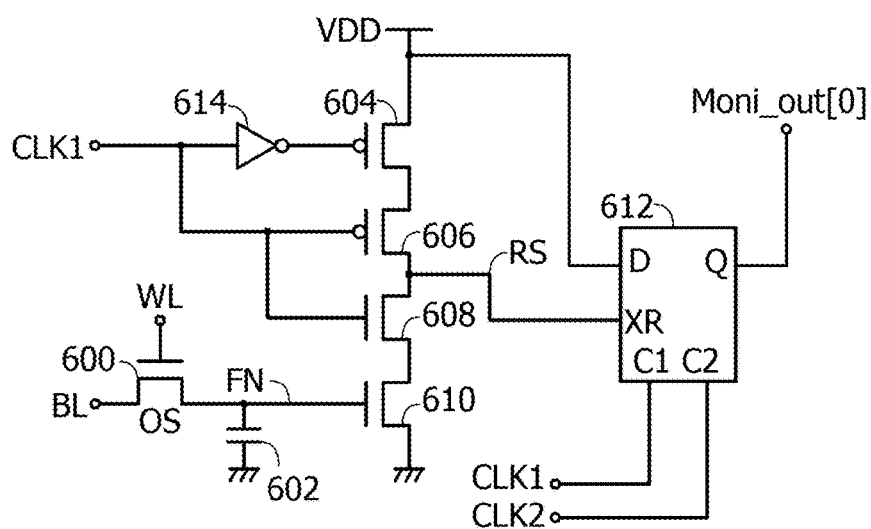 VDD
614
604
Moni_out[0]
CLK1
612
606
RS
D
Q
WL
608
XR
600
FN
C1 C2
BL
OS
610
602
CLK1
CLK2